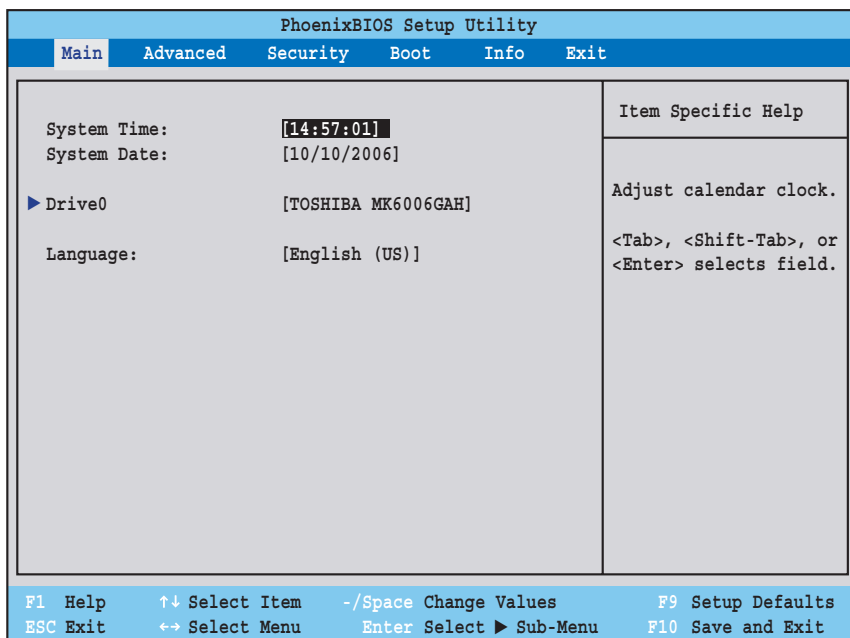 PhoenixBIOS Setup Utility
Main Advanced Security Boot Info Exit
System Time: [14:57:01]
System Date: [10/10/2006]
▶ Drive0 [TOSHIBA MK6006GAH]
Language: [English (US)]
Item Specific Help
Adjust calendar clock.
<Tab>, <Shift-Tab>, or
<Enter> selects field.
F1 Help ↑↓ Select Item -/Space Change Values F9 Setup Defaults
ESC Exit ←→ Select Menu Enter Select ▶ Sub-Menu F10 Save and Exit